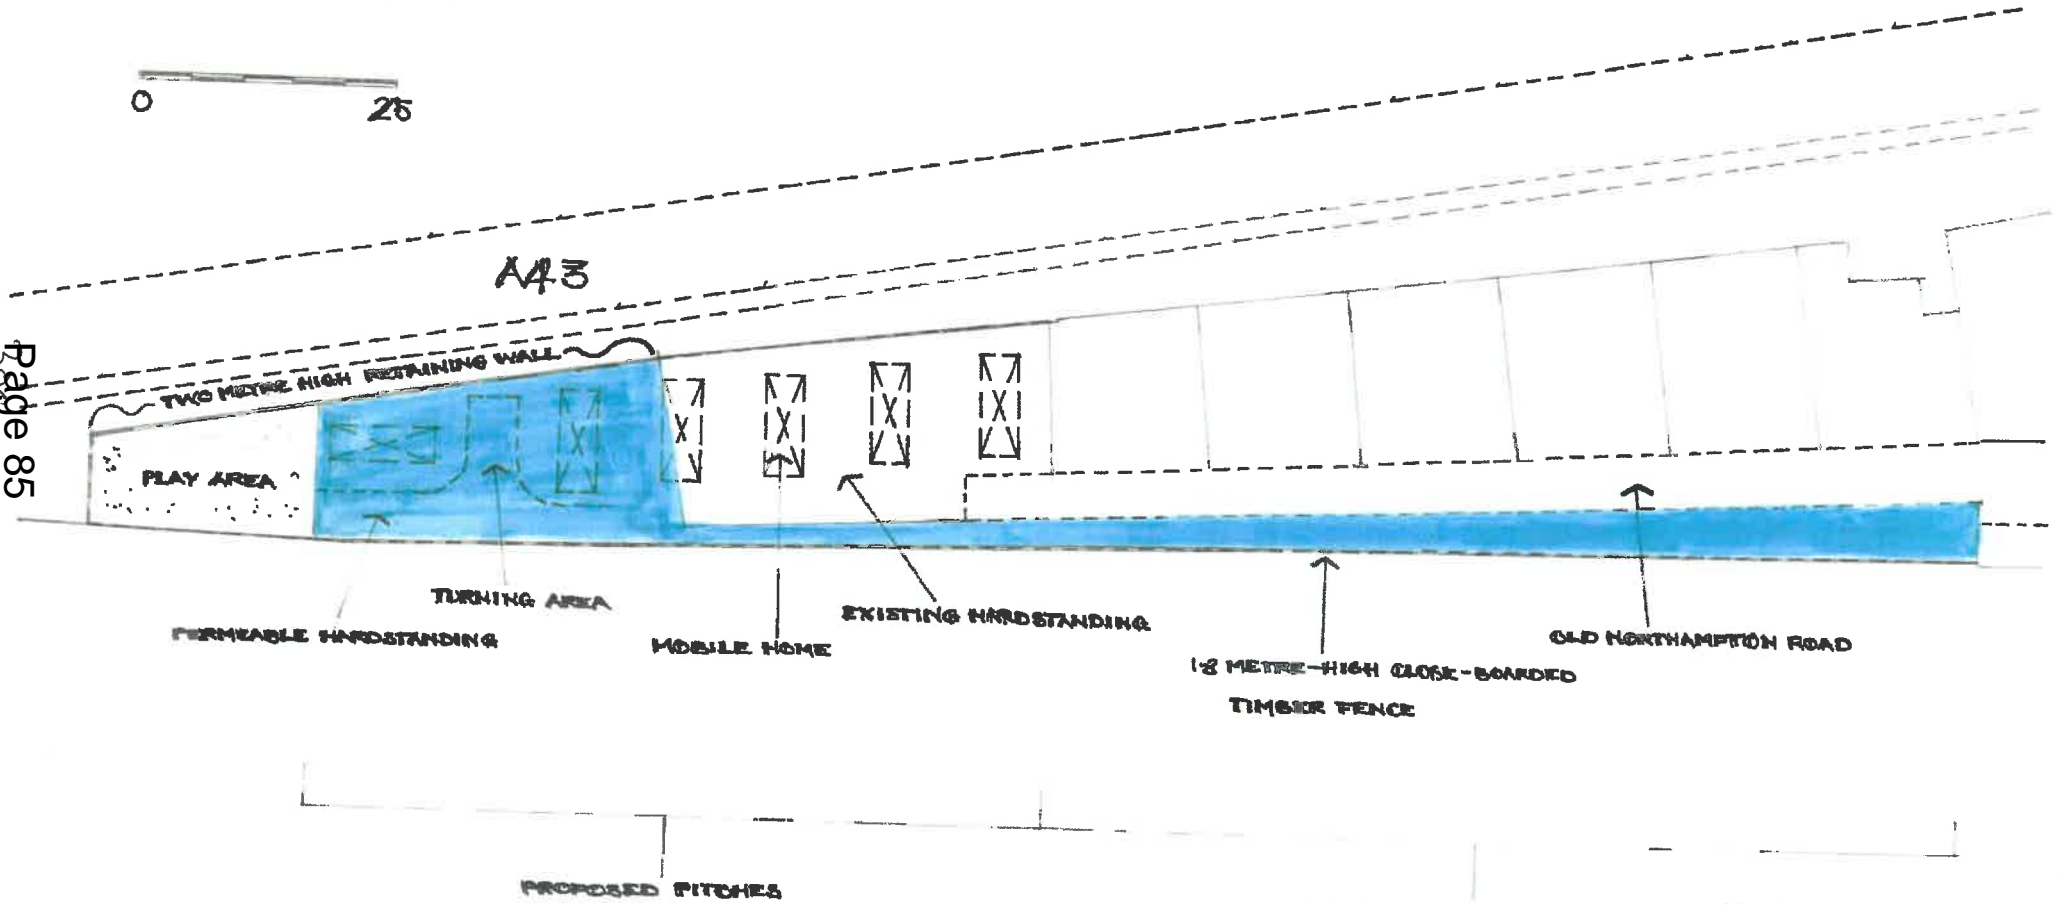 0 25
A43
Page 85
TWO METRE HIGH RETAINING WALL
PLAY AREA
TURNING AREA
PERMEABLE HARDSTANDING
MOBILE HOME
EXISTING HARDSTANDING
OLD NORTHAMPTON ROAD
1·8 METRE-HIGH CLOSE-BOARDED
TIMBER FENCE
PROPOSED PITCHES